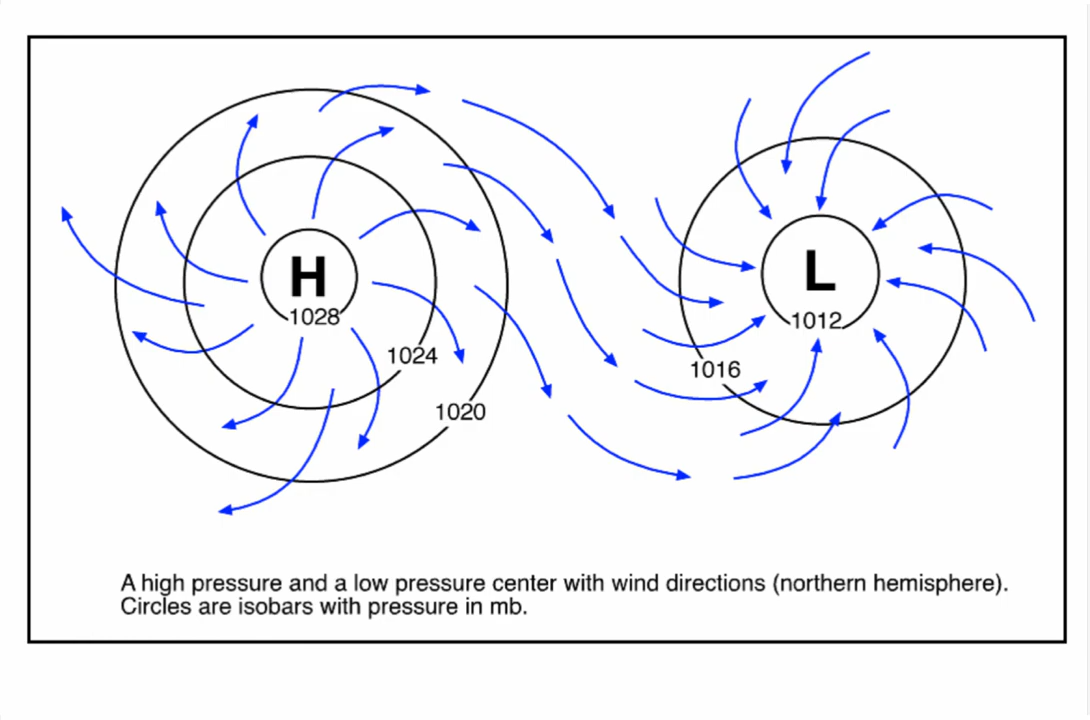 H
1028
1024
1020
L
1012
1016
A high pressure and a low pressure center with wind directions (northern hemisphere).
Circles are isobars with pressure in mb.